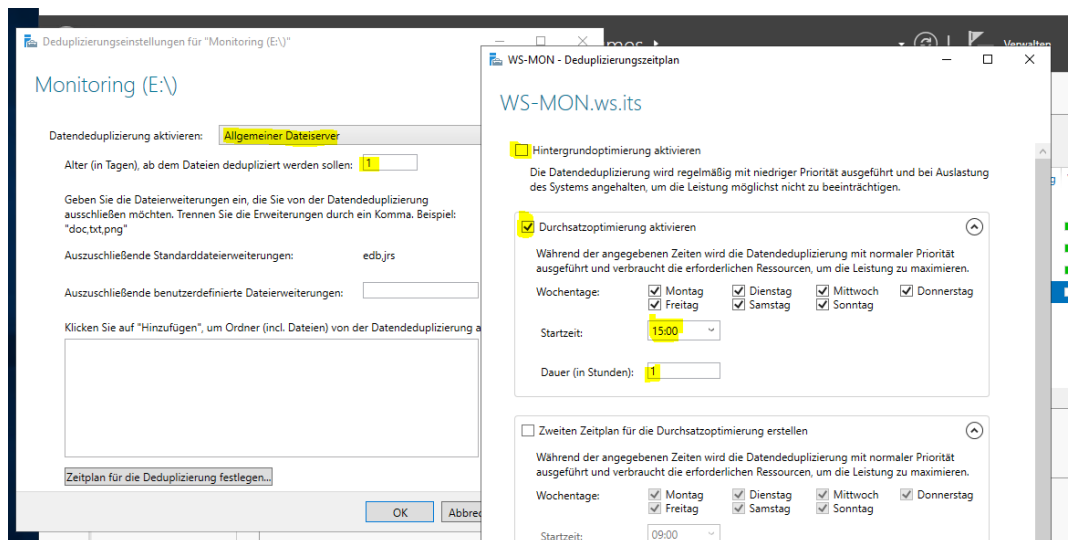 Deduplizierungseinstellungen für "Monitoring (E:\)"
Monitoring (E:\)
Datendeduplizierung aktivieren:
Allgemeiner Dateiserver
Alter (in Tagen), ab dem Dateien dedupliziert werden sollen:
1
Geben Sie die Dateierweiterungen ein, die Sie von der Datendeduplizierung
ausschließen möchten. Trennen Sie die Erweiterungen durch ein Komma. Beispiel:
"doc,txt,png"
Auszuschließende Standarddateierweiterungen:
edb,jrs
Auszuschließende benutzerdefinierte Dateierweiterungen:
Klicken Sie auf "Hinzufügen", um Ordner (incl. Dateien) von der Datendeduplizierung a
Zeitplan für die Deduplizierung festlegen...
OK
Abbre
Verwalten
WS-MON - Deduplizierungszeitplan
WS-MON.ws.its
Hintergrundoptimierung aktivieren
Die Datendeduplizierung wird regelmäßig mit niedriger Priorität ausgeführt und bei Auslastung
des Systems angehalten, um die Leistung möglichst nicht zu beeinträchtigen.
Durchsatzoptimierung aktivieren
Während der angegebenen Zeiten wird die Datendeduplizierung mit normaler Priorität
ausgeführt und verbraucht die erforderlichen Ressourcen, um die Leistung zu maximieren.
Wochentage:
Montag Dienstag Mittwoch Donnerstag
Freitag Samstag Sonntag
Startzeit:
15:00
Dauer (in Stunden):
1
Zweiten Zeitplan für die Durchsatzoptimierung erstellen
Während der angegebenen Zeiten wird die Datendeduplizierung mit normaler Priorität
ausgeführt und verbraucht die erforderlichen Ressourcen, um die Leistung zu maximieren.
Wochentage:
Montag Dienstag Mittwoch Donnerstag
Freitag Samstag Sonntag
Startzeit:
09:00